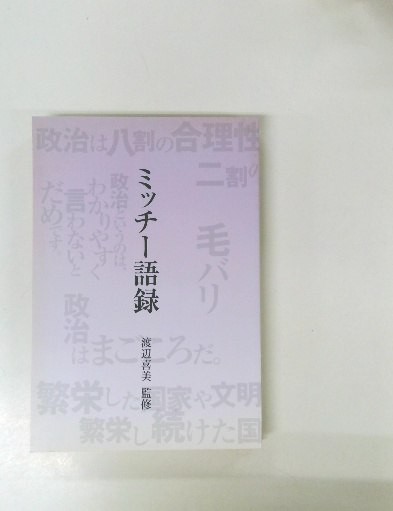 政治は八割の合理性
二割の
ミッチー語録
渡辺喜美 監修
毛バリ
政治というのは、
わかりやすく
言わないと
だめです。
政治
はまごころだ。
繁栄した国家や文明
繁栄し続けた国